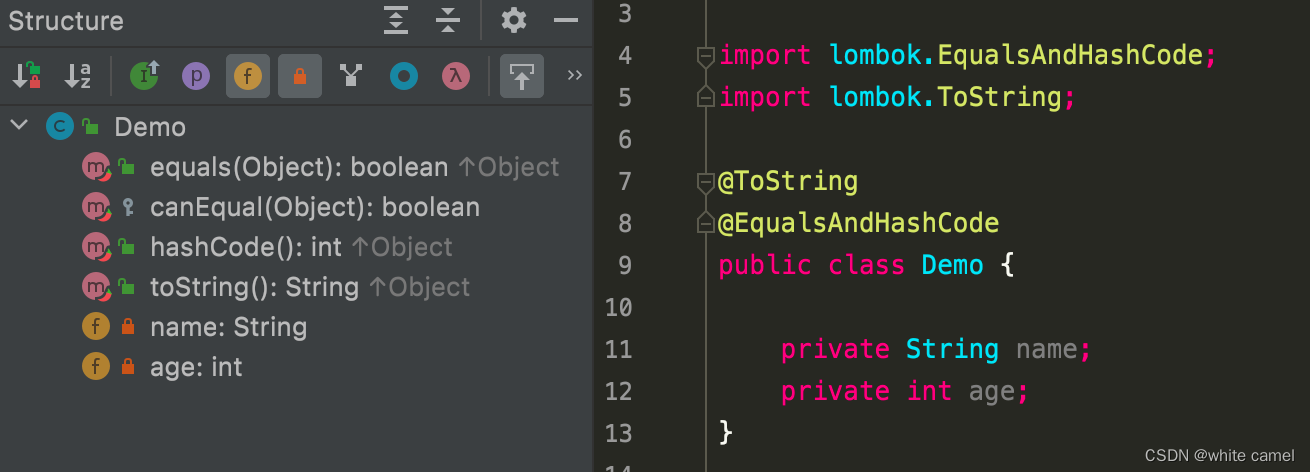 Structure
Demo
equals(Object): boolean ↑Object
canEqual(Object): boolean
hashCode(): int ↑Object
toString(): String ↑Object
name: String
age: int
3
4 import lombok.EqualsAndHashCode;
5 import lombok.ToString;
6
7 @ToString
8 @EqualsAndHashCode
9 public class Demo {
10
11 private String name;
12 private int age;
13 }
CSDN @white camel